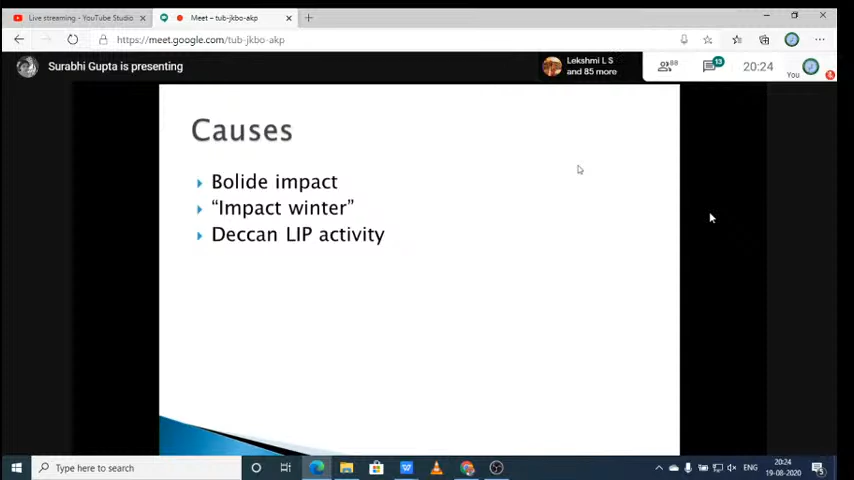 Live streaming - YouTube Studio
Meet – tub-jkbo-akp
https://meet.google.com/tub-jkbo-akp
Surabhi Gupta is presenting
Lekshmi L S
and 85 more
88
13
20:24
You
Causes
Bolide impact
“Impact winter”
Deccan LIP activity
Type here to search
ENG
20:24
19-08-2020
5